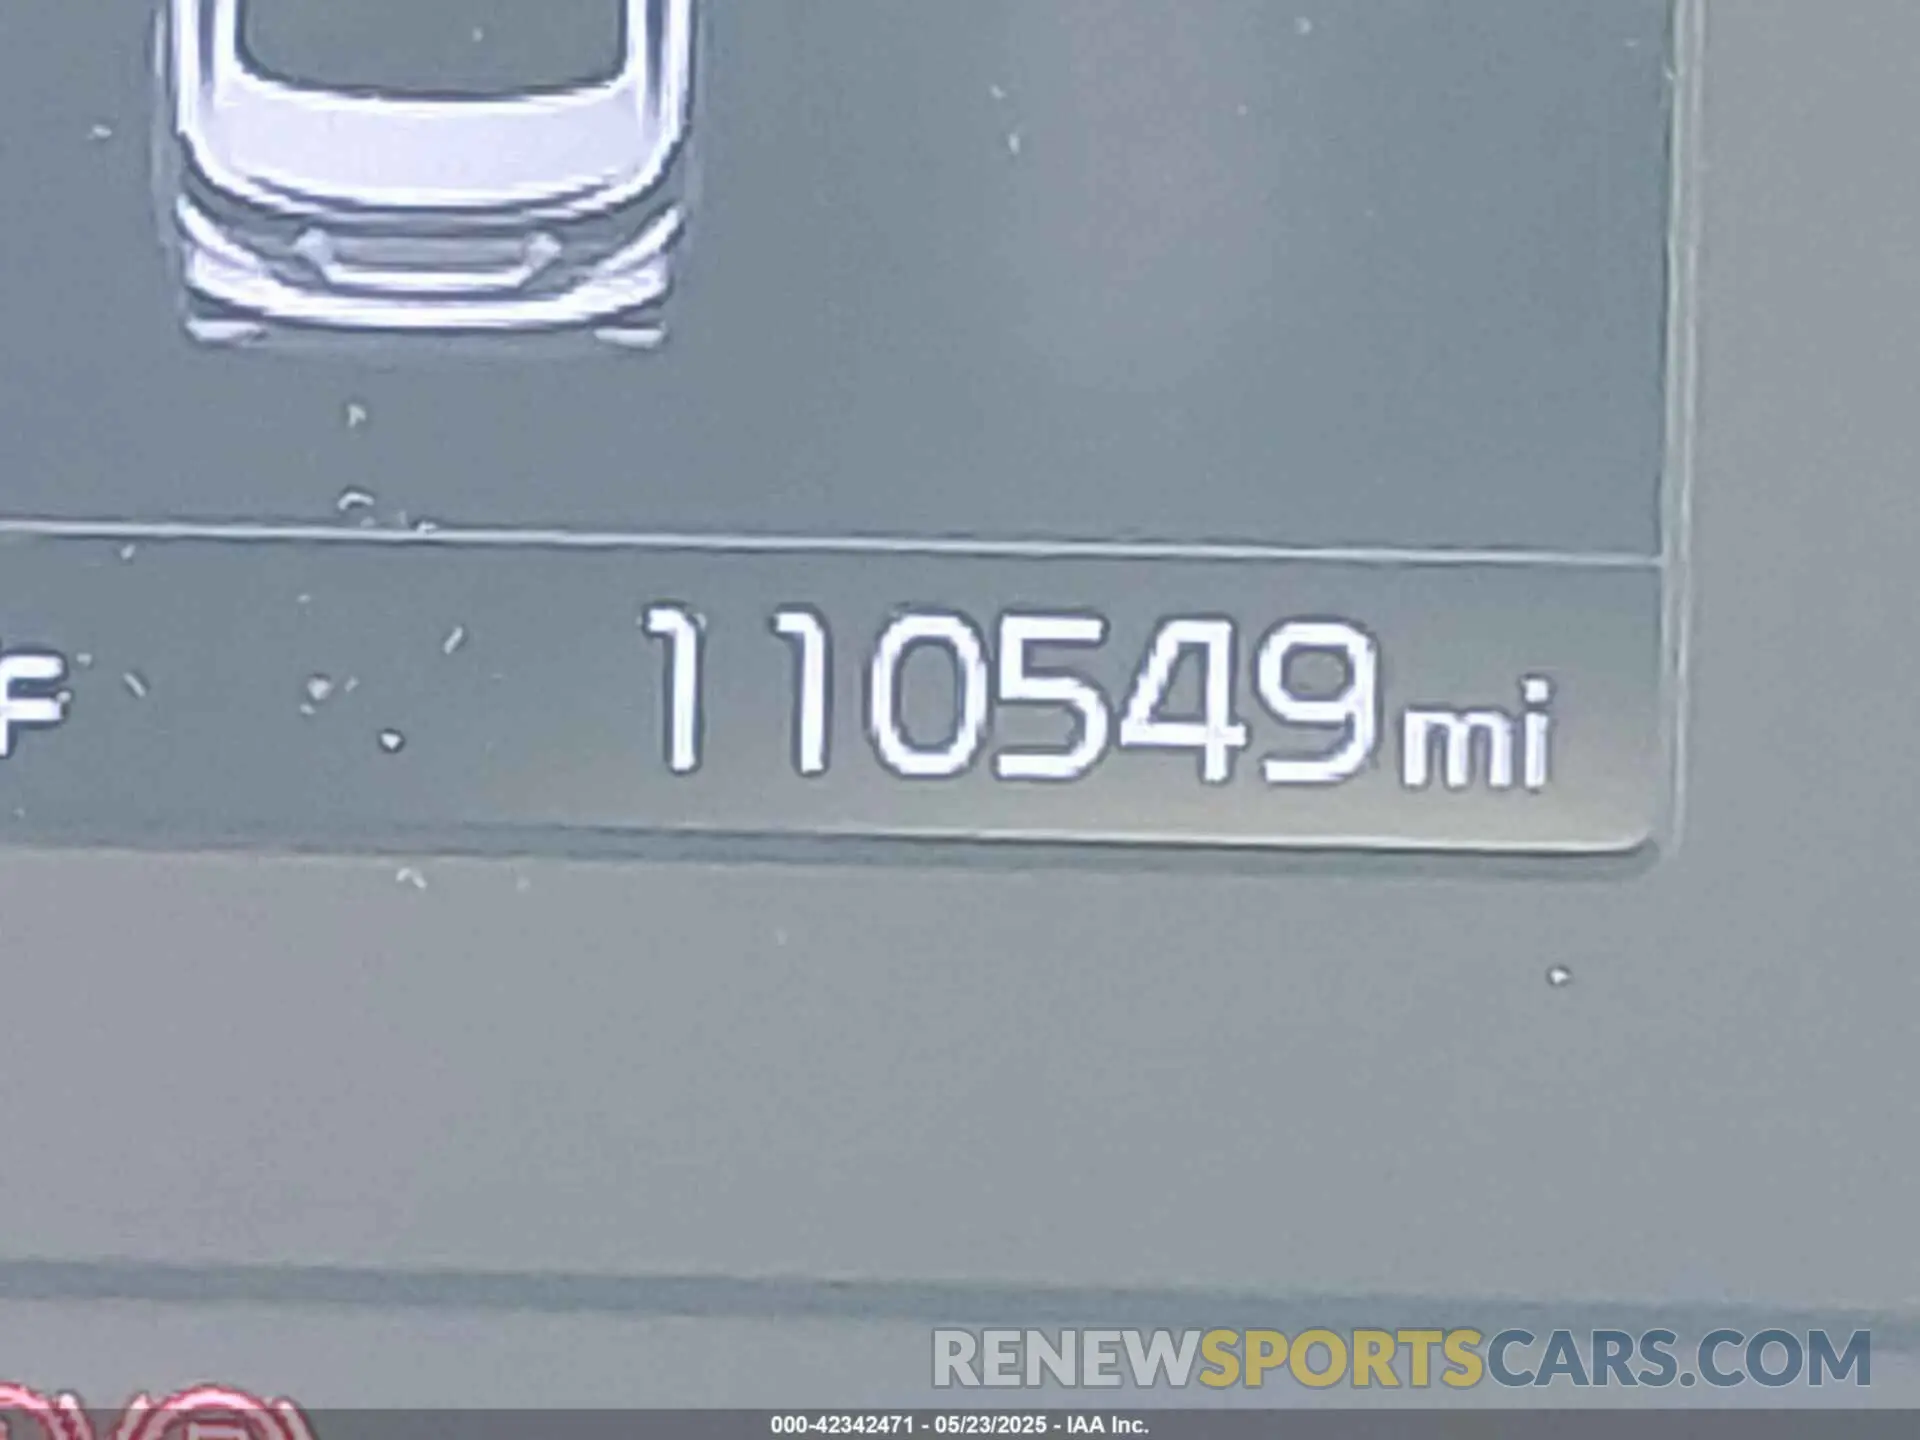 F
110549mi
RENEWSPORTSCARS.COM
000-42342471 - 05/23/2025 - IAA Inc.